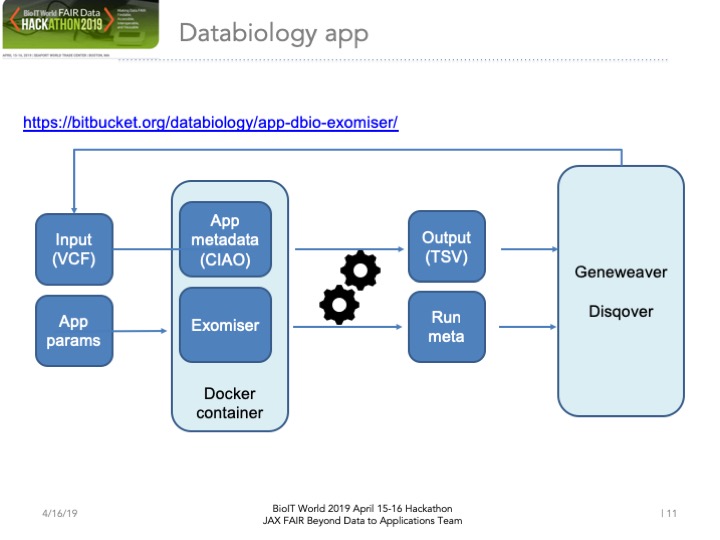 BioIT World FAIR Data
HACKATHON2019
Databiology app
https://bitbucket.org/databiology/app-dbio-exomiser/
Input
(VCF)
App
metadata
(CIAO)
Output
(TSV)
Geneweaver
Disqover
App
params
Exomiser
Run
meta
Docker
container
4/16/19
BioIT World 2019 April 15-16 Hackathon
JAX FAIR Beyond Data to Applications Team
| 11